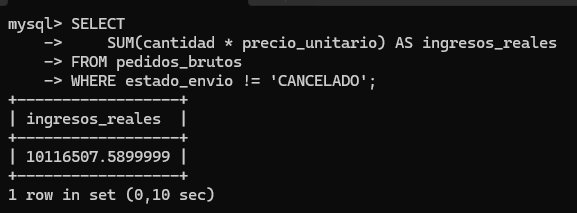 mysql> SELECT
    ->     SUM(cantidad * precio_unitario) AS ingresos_reales
    -> FROM pedidos_brutos
    -> WHERE estado_envio != 'CANCELADO';
+------------------+
| ingresos_reales  |
+------------------+
| 10116507.5899999 |
+------------------+
1 row in set (0,10 sec)